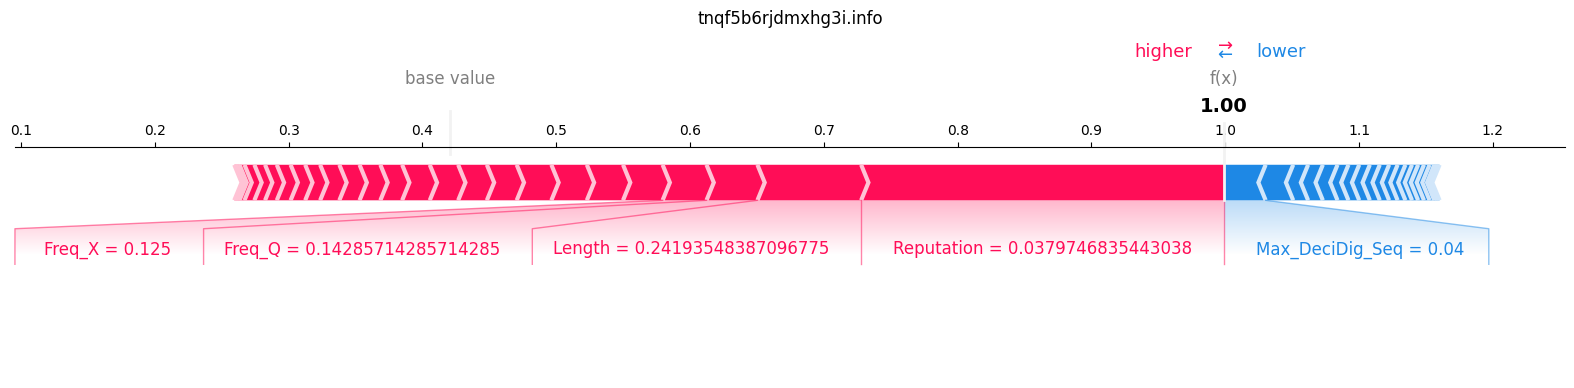 tnqf5b6rjdmxhg3i.info
higher ⇄ lower
base value f(x)
1.00
0.1 0.2 0.3 0.4 0.5 0.6 0.7 0.8 0.9 1.0 1.1 1.2
Freq_X = 0.125 Freq_Q = 0.14285714285714285 Length = 0.24193548387096775 Reputation = 0.0379746835443038 Max_DeciDig_Seq = 0.04